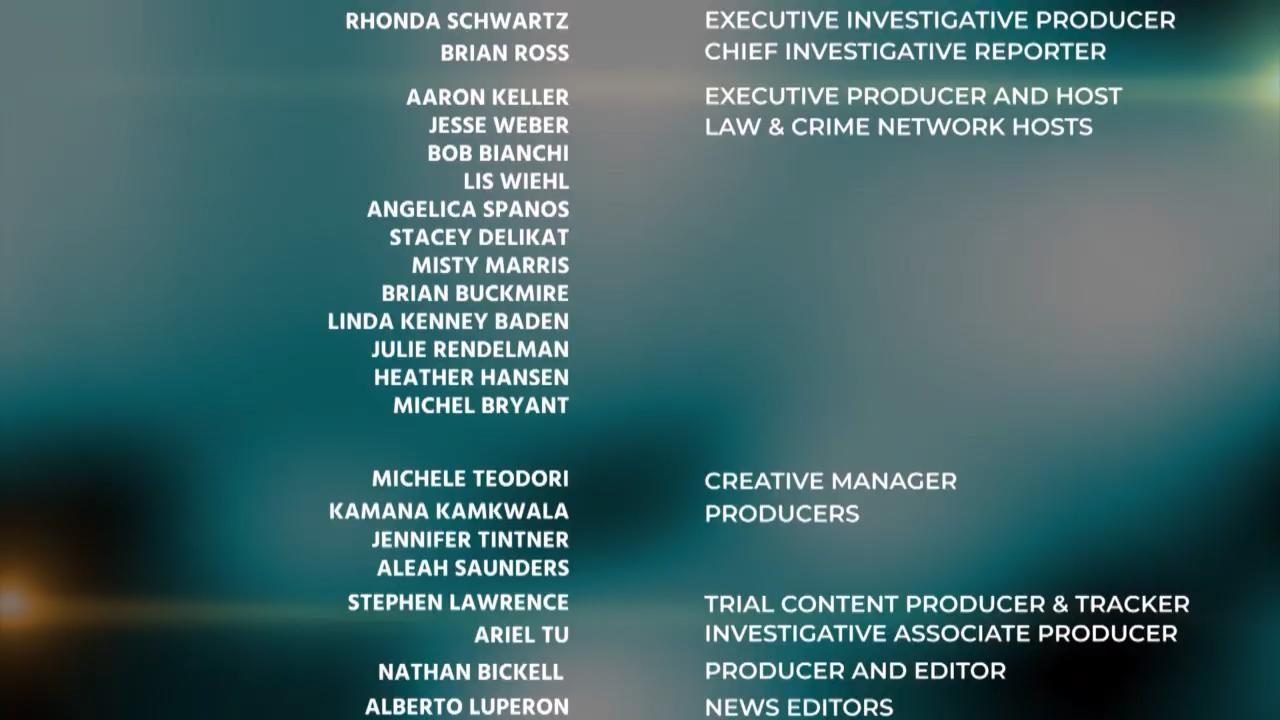 RHONDA SCHWARTZ EXECUTIVE INVESTIGATIVE PRODUCER
BRIAN ROSS CHIEF INVESTIGATIVE REPORTER
AARON KELLER EXECUTIVE PRODUCER AND HOST
JESSE WEBER LAW & CRIME NETWORK HOSTS
BOB BIANCHI
LIS WIEHL
ANGELICA SPANOS
STACEY DELIKAT
MISTY MARRIS
BRIAN BUCKMIRE
LINDA KENNEY BADEN
JULIE RENDELMAN
HEATHER HANSEN
MICHEL BRYANT
MICHELE TEODORI CREATIVE MANAGER
KAMANA KAMKWALA PRODUCERS
JENNIFER TINTNER
ALEAH SAUNDERS
STEPHEN LAWRENCE TRIAL CONTENT PRODUCER & TRACKER
ARIEL TU INVESTIGATIVE ASSOCIATE PRODUCER
NATHAN BICKELL PRODUCER AND EDITOR
ALBERTO LUPERON NEWS EDITORS